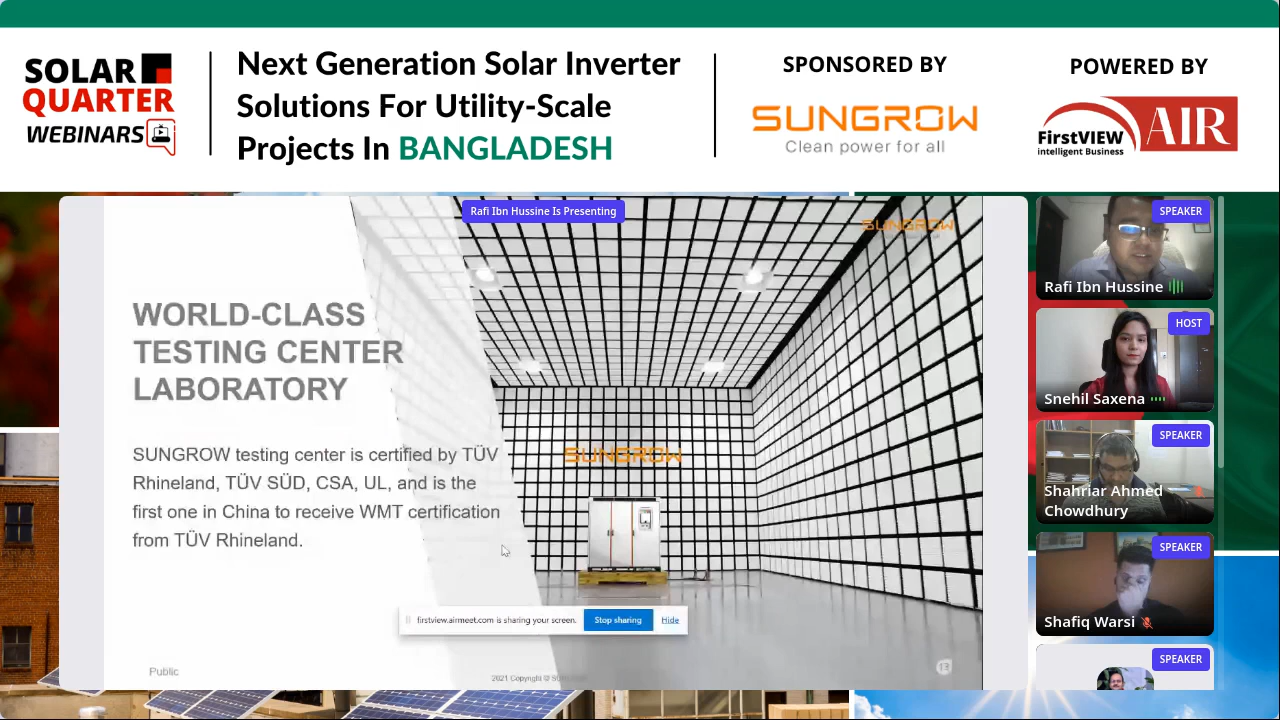 SOLAR
QUARTER
WEBINARS
Next Generation Solar Inverter
Solutions For Utility-Scale
Projects In BANGLADESH
SPONSORED BY
SUNGROW
Clean power for all
POWERED BY
FirstVIEW
intelligent Business
AIR
Rafi Ibn Hussine Is Presenting
SUNGROW
WORLD-CLASS
TESTING CENTER
LABORATORY
SUNGROW testing center is certified by TÜV
Rhineland, TÜV SÜD, CSA, UL, and is the
first one in China to receive WMT certification
from TÜV Rhineland.
SUNGROW
firstview.airmeet.com is sharing your screen.
Stop sharing
Hide
Public
2021 Copyright ©
13
SPEAKER
Rafi Ibn Hussine
HOST
Snehil Saxena
SPEAKER
Shahriar Ahmed
Chowdhury
SPEAKER
Shafiq Warsi
SPEAKER